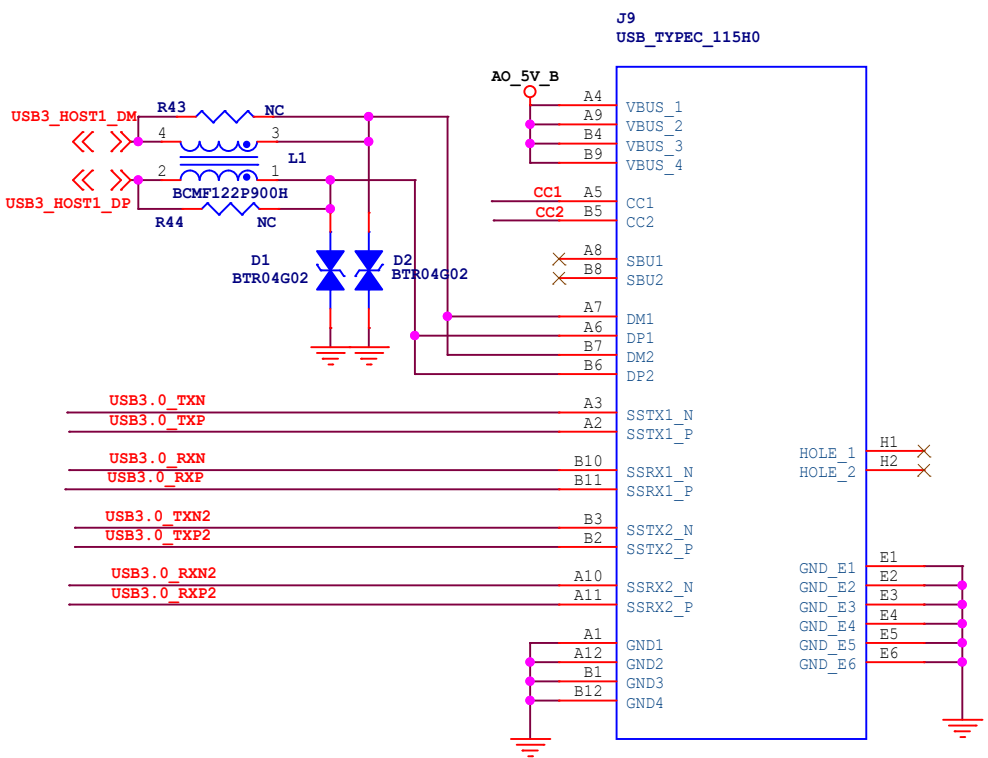 J9
USB_TYPEC_115H0
AO_5V_B
USB3_HOST1_DM
R43
NC
4
3
L1
2
1
BCMF122P900H
USB3_HOST1_DP
R44
NC
D1
BTR04G02
D2
BTR04G02
A4
VBUS_1
A9
VBUS_2
B4
VBUS_3
B9
VBUS_4
CC1
A5
CC1
CC2
B5
CC2
A8
SBU1
B8
SBU2
A7
DM1
A6
DP1
B7
DM2
B6
DP2
USB3.0_TXN
A3
SSTX1_N
USB3.0_TXP
A2
SSTX1_P
USB3.0_RXN
B10
SSRX1_N
USB3.0_RXP
B11
SSRX1_P
USB3.0_TXN2
B3
SSTX2_N
USB3.0_TXP2
B2
SSTX2_P
USB3.0_RXN2
A10
SSRX2_N
USB3.0_RXP2
A11
SSRX2_P
A1
GND1
A12
GND2
B1
GND3
B12
GND4
HOLE_1
H1
HOLE_2
H2
GND_E1
E1
GND_E2
E2
GND_E3
E3
GND_E4
E4
GND_E5
E5
GND_E6
E6